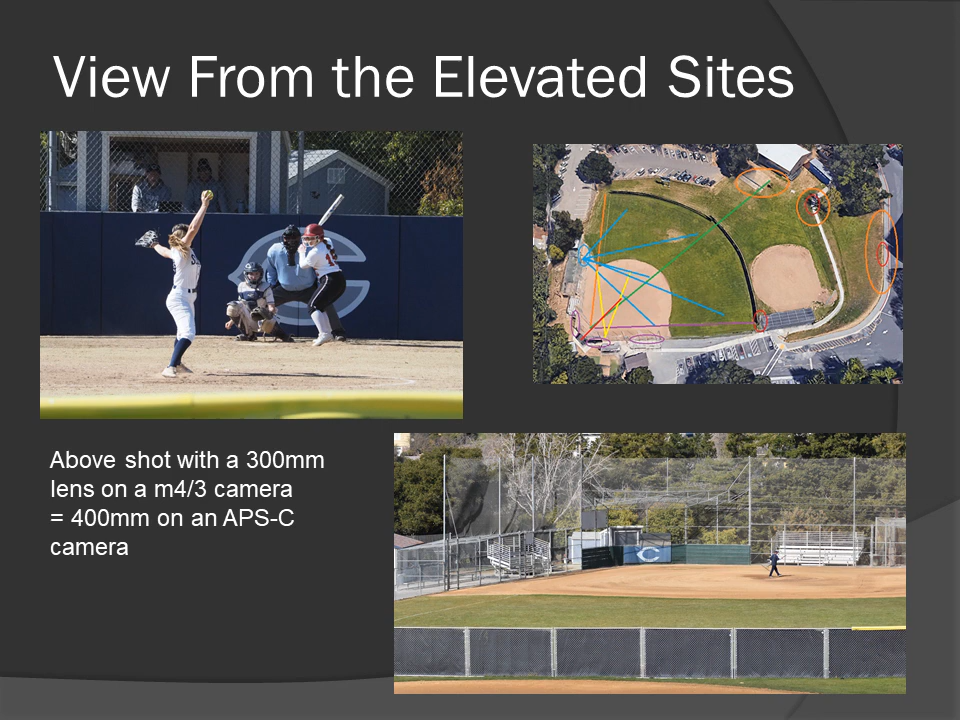 View From the Elevated Sites
Above shot with a 300mm
lens on a m4/3 camera
= 400mm on an APS-C
camera
C
C